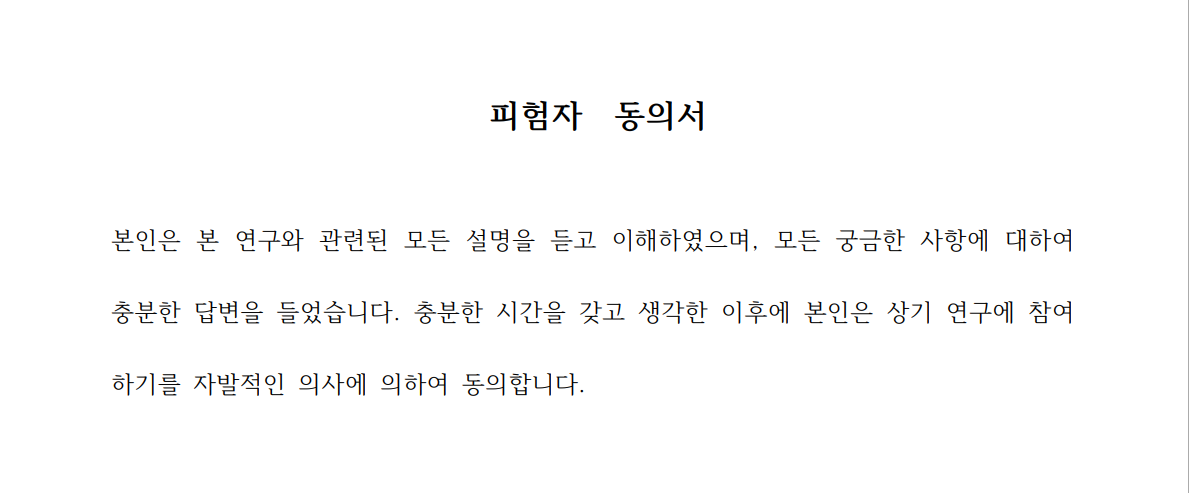 피험자 동의서
본인은 본 연구와 관련된 모든 설명을 듣고 이해하였으며, 모든 궁금한 사항에 대하여
충분한 답변을 들었습니다. 충분한 시간을 갖고 생각한 이후에 본인은 상기 연구에 참여
하기를 자발적인 의사에 의하여 동의합니다.